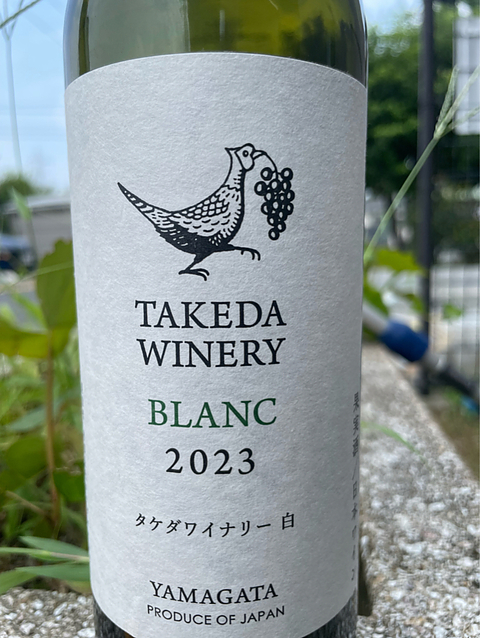 TAKEDA
WINERY
BLANC
2023
タケダワイナリー 白
YAMAGATA
PRODUCE OF JAPAN